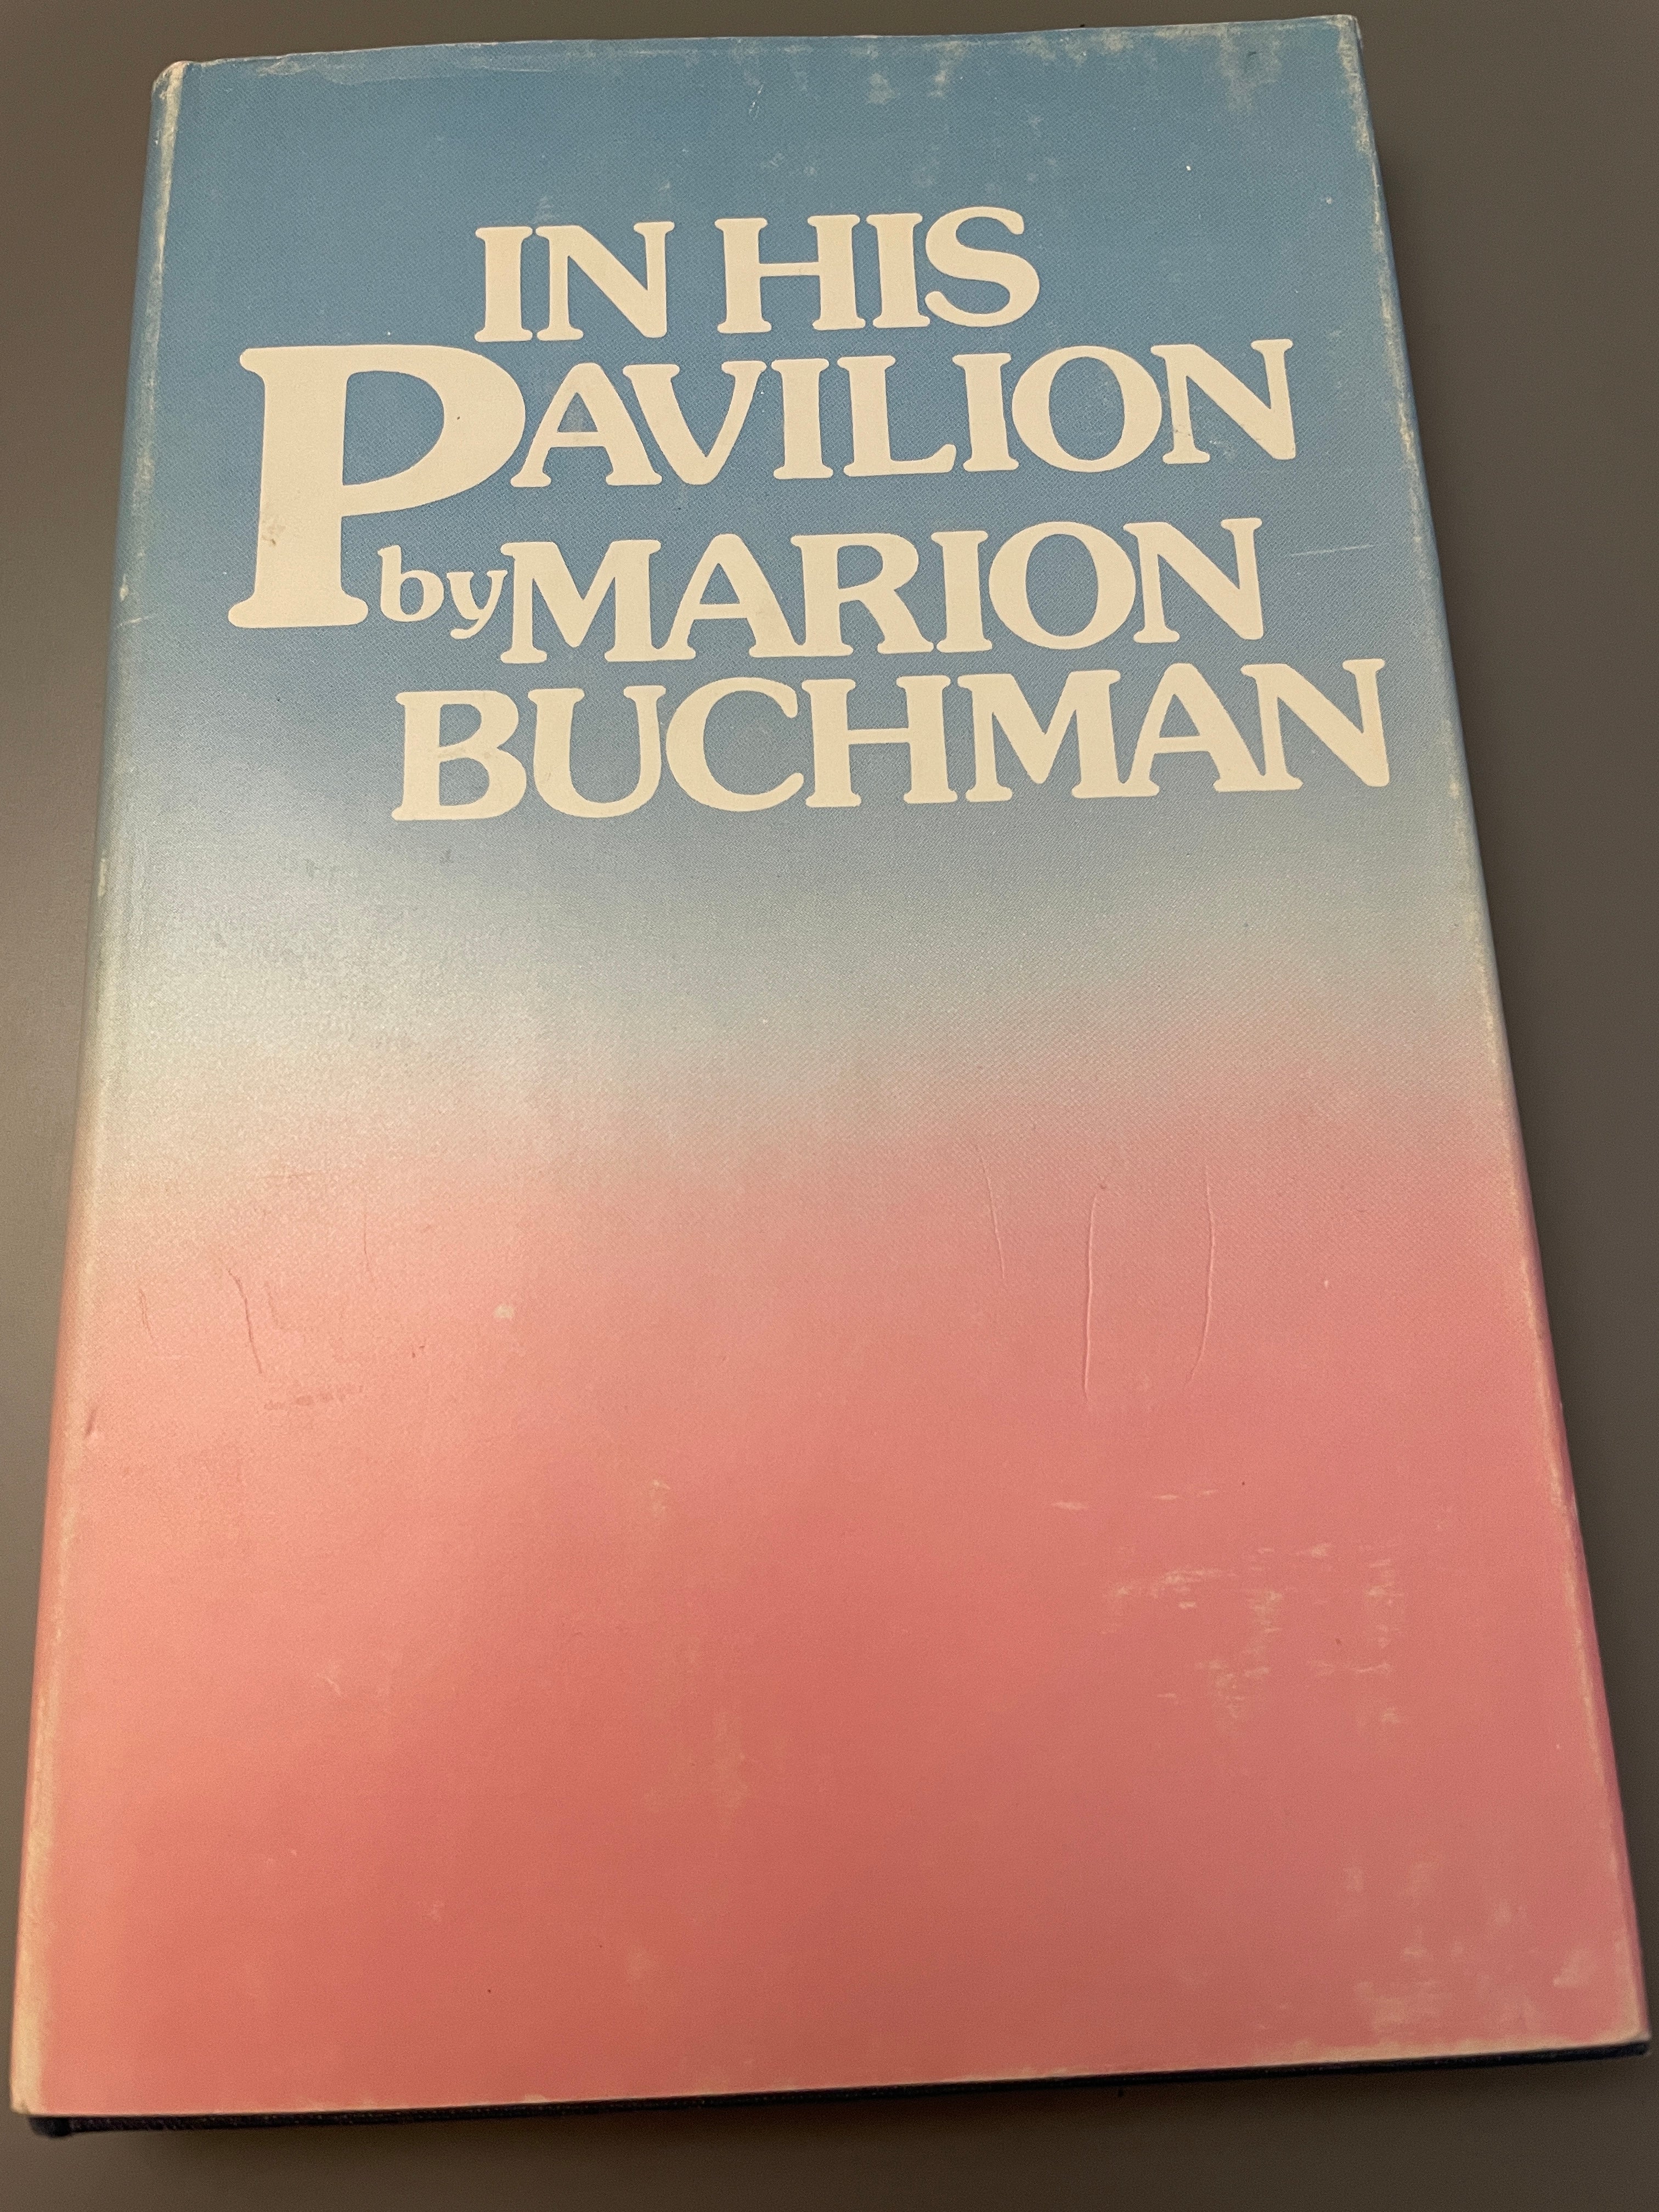 IN HIS
PAVILION
by MARION
BUCHMAN